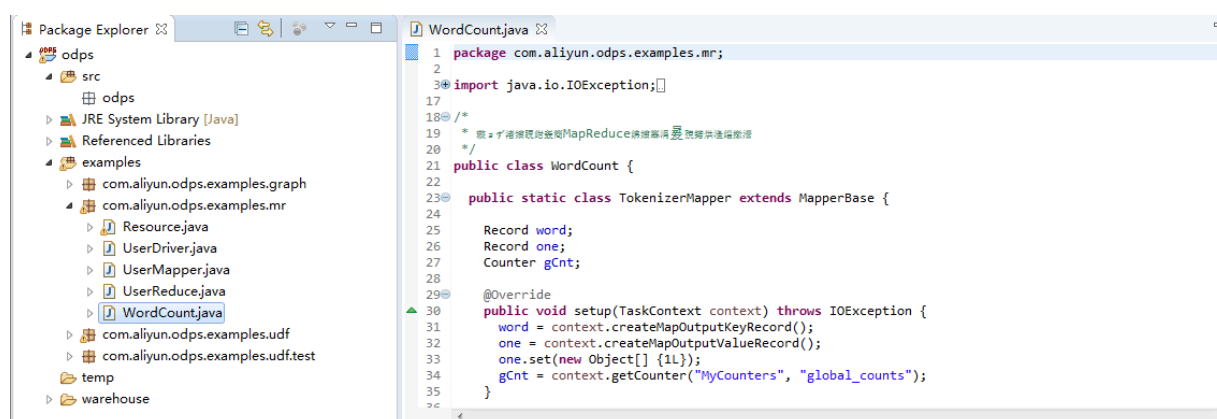 Package Explorer
odps
src
odps
JRE System Library [Java]
Referenced Libraries
examples
com.aliyun.odps.examples.graph
com.aliyun.odps.examples.mr
Resource.java
UserDriver.java
UserMapper.java
UserReduce.java
WordCount.java
com.aliyun.odps.examples.udf
com.aliyun.odps.examples.udf.test
temp
warehouse
WordCount.java
1 package com.aliyun.odps.examples.mr;
2
3 import java.io.IOException;
17
18 /*
19 * MapReduce
20 */
21 public class WordCount {
22
23 public static class TokenizerMapper extends MapperBase {
24
25 Record word;
26 Record one;
27 Counter gCnt;
28
29 @Override
30 public void setup(TaskContext context) throws IOException {
31 word = context.createMapOutputKeyRecord();
32 one = context.createMapOutputValueRecord();
33 one.set(new Object[] {1L});
34 gCnt = context.getCounter("MyCounters", "global_counts");
35 }
36